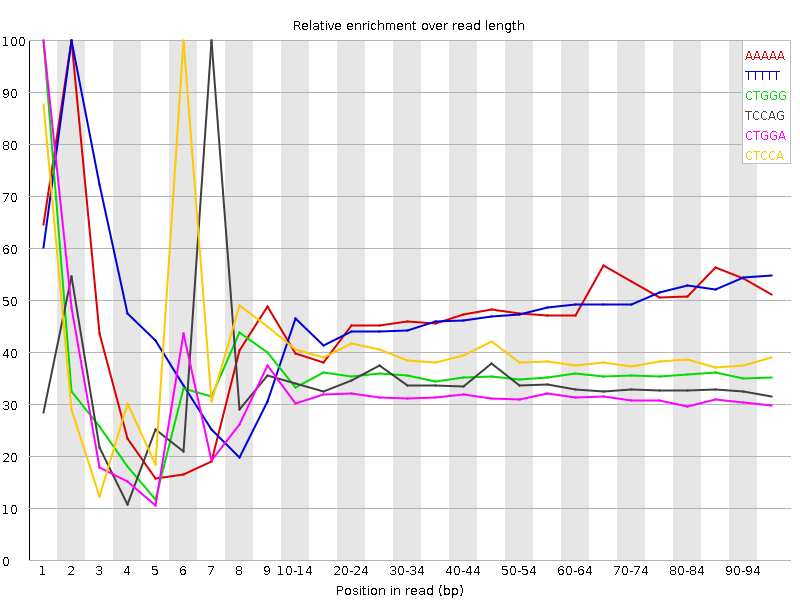 Relative enrichment over read length
100
90
80
70
60
50
40
30
20
10
0
AAAAA
TTTTT
CTGGG
TCCAG
CTGGA
CTCCA
1 2 3 4 5 6 7 8 9 10-14 20-24 30-34 40-44 50-54 60-64 70-74 80-84 90-94
Position in read (bp)